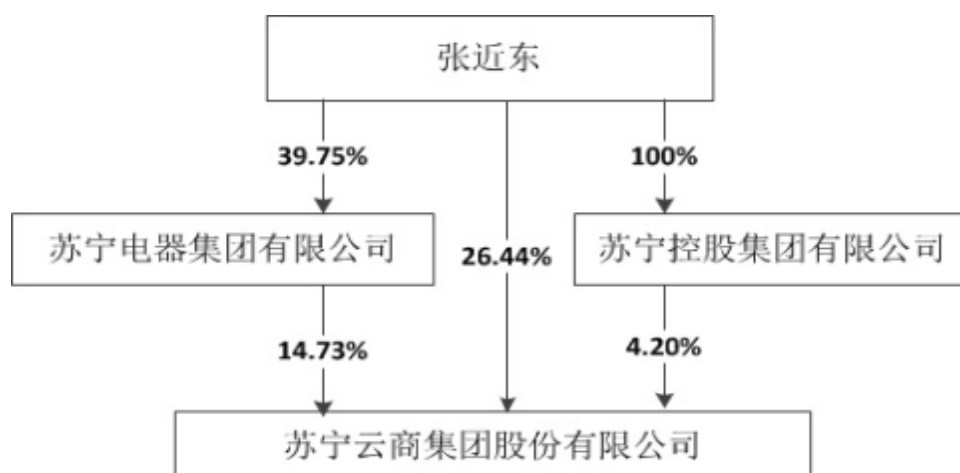 张近东
39.75%
100%
苏宁电器集团有限公司
26.44%
苏宁控股集团有限公司
14.73%
4.20%
苏宁云商集团股份有限公司